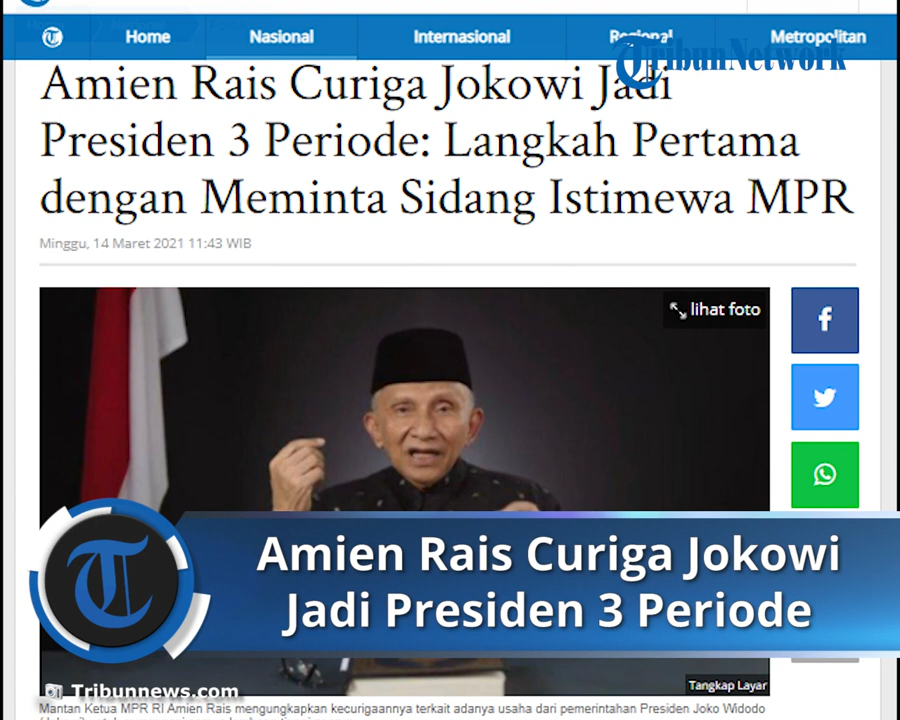 Home Nasional Internasional Regional Metropolitan
TribunNetwork
Amien Rais Curiga Jokowi Jadi
Presiden 3 Periode: Langkah Pertama
dengan Meminta Sidang Istimewa MPR
Minggu, 14 Maret 2021 11:43 WIB
lihat foto
Amien Rais Curiga Jokowi
Jadi Presiden 3 Periode
Tangkap Layar
Tribunnews.com
Mantan Ketua MPR RI Amien Rais mengungkapkan kecurigaannya terkait adanya usaha dari pemerintahan Presiden Joko Widodo